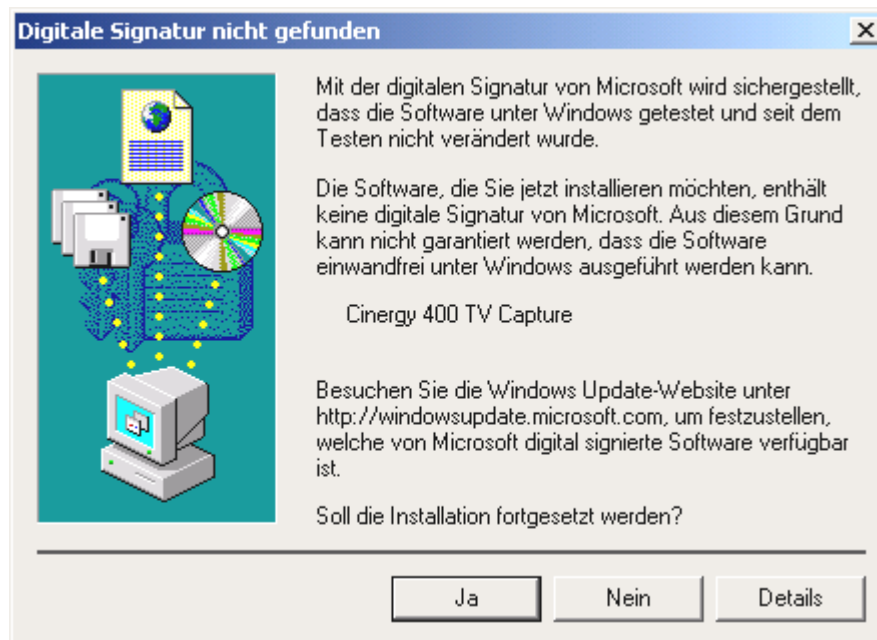 Digitale Signatur nicht gefunden
Mit der digitalen Signatur von Microsoft wird sichergestellt,
dass die Software unter Windows getestet und seit dem
Testen nicht verändert wurde.
Die Software, die Sie jetzt installieren möchten, enthält
keine digitale Signatur von Microsoft. Aus diesem Grund
kann nicht garantiert werden, dass die Software
einwandfrei unter Windows ausgeführt werden kann.
Cinergy 400 TV Capture
Besuchen Sie die Windows Update-Website unter
http://windowsupdate.microsoft.com, um festzustellen,
welche von Microsoft digital signierte Software verfügbar
ist.
Soll die Installation fortgesetzt werden?
Ja Nein Details